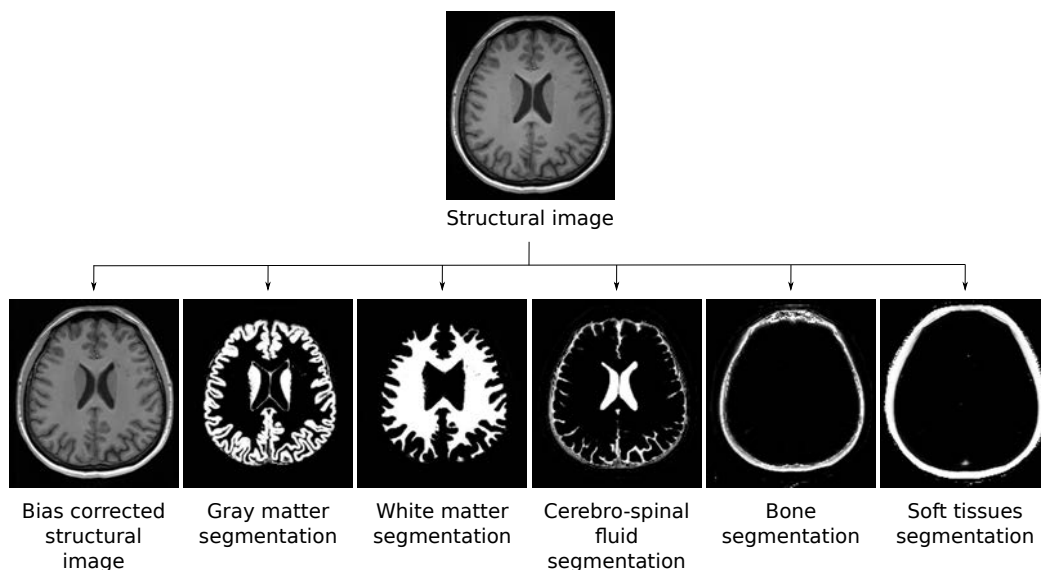 Structural image
Bias corrected
structural
image
Gray matter
segmentation
White matter
segmentation
Cerebro-spinal
fluid
segmentation
Bone
segmentation
Soft tissues
segmentation